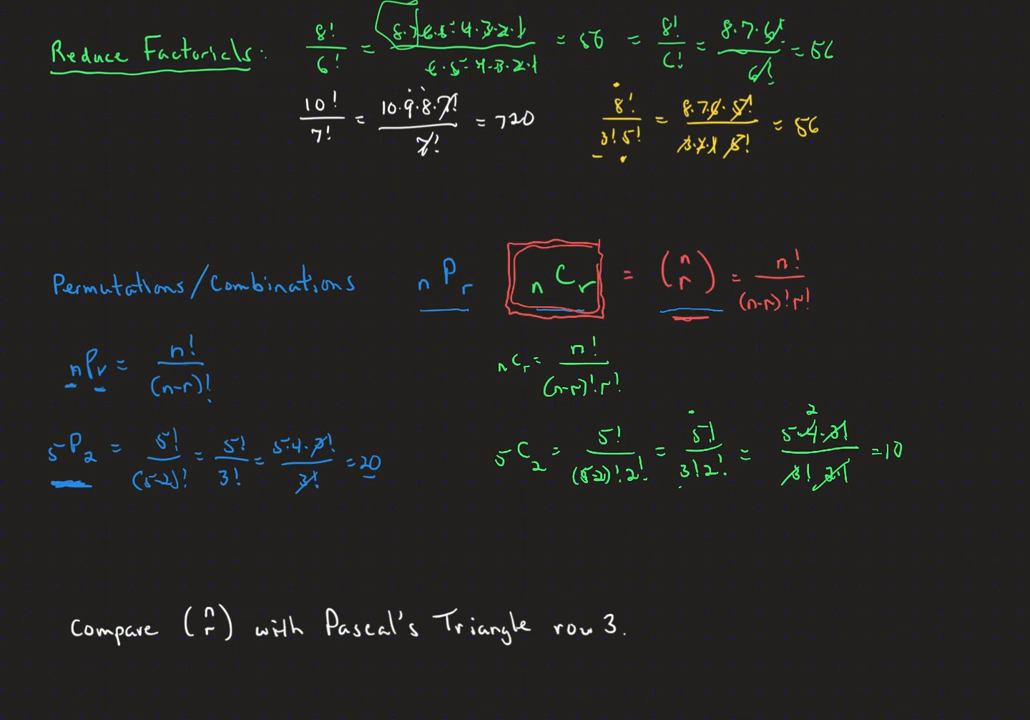 Reduce Factorials: 8!/6! = 8·7·6·5·4·3·2·1/6·5·4·3·2·1 = 56 = 8!/6! = 8·7·6!/6! = 56
10!/7! = 10·9·8·7!/7! = 720 8!/3!5! = 8·7·6·5!/3·2·1·5! = 56
Permutations/Combinations nPr nCr = (n r) = n!/(n-r)!r!
nPr = n!/(n-r)! nCr = n!/(n-r)!r!
5P2 = 5!/(5-2)! = 5!/3! = 5·4·3!/3! = 20 5C2 = 5!/(5-2)!2! = 5!/3!2! = 5·4·3!/3!2·1 = 10
2
Compare (n r) with Pascal's Triangle row 3.